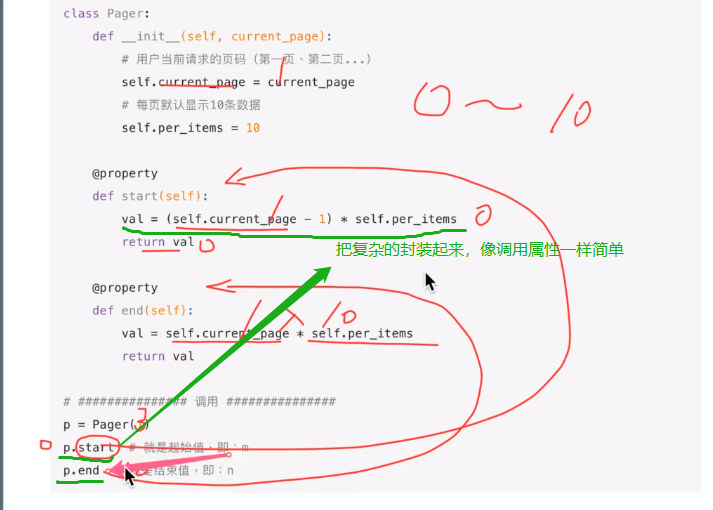 class Pager:
def __init__(self, current_page):
# 用户当前请求的页码（第一页、第二页...）
self.current_page = current_page
# 每页默认显示10条数据
self.per_items = 10
0 ~ 10
@property
def start(self):
val = (self.current_page - 1) * self.per_items 0
return val 0
把复杂的封装起来，像调用属性一样简单
@property
def end(self):
1 × 10
val = self.current_page * self.per_items
return val
# ############### 调用 ###############
p = Pager(3)
0 p.start # 就是起始值，即：m
p.end 是结束值，即：n